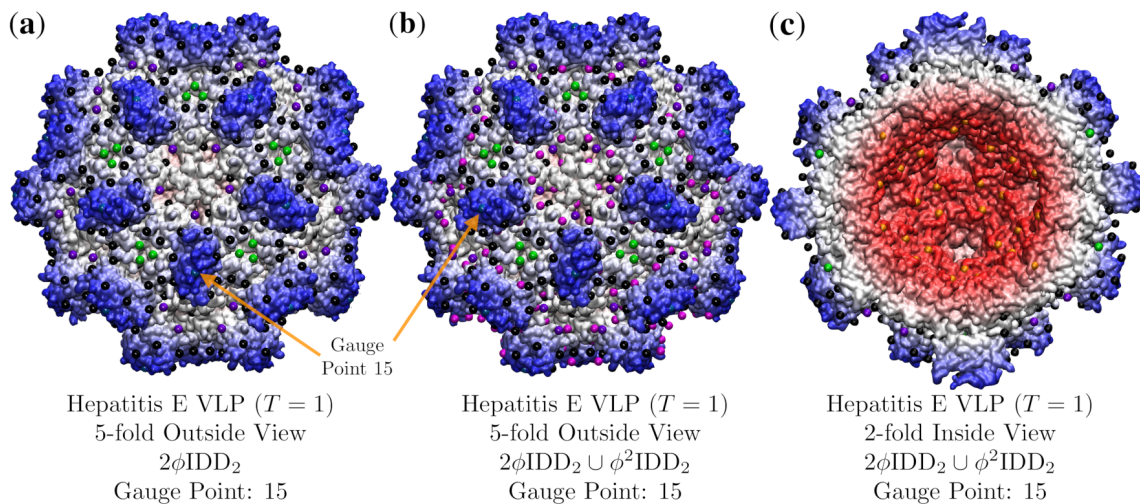 (a)
(b)
(c)
Gauge
Point 15
Hepatitis E VLP (T = 1)
5-fold Outside View
2ϕIDD₂
Gauge Point: 15
Hepatitis E VLP (T = 1)
5-fold Outside View
2ϕIDD₂ ∪ ϕ²IDD₂
Gauge Point: 15
Hepatitis E VLP (T = 1)
2-fold Inside View
2ϕIDD₂ ∪ ϕ²IDD₂
Gauge Point: 15